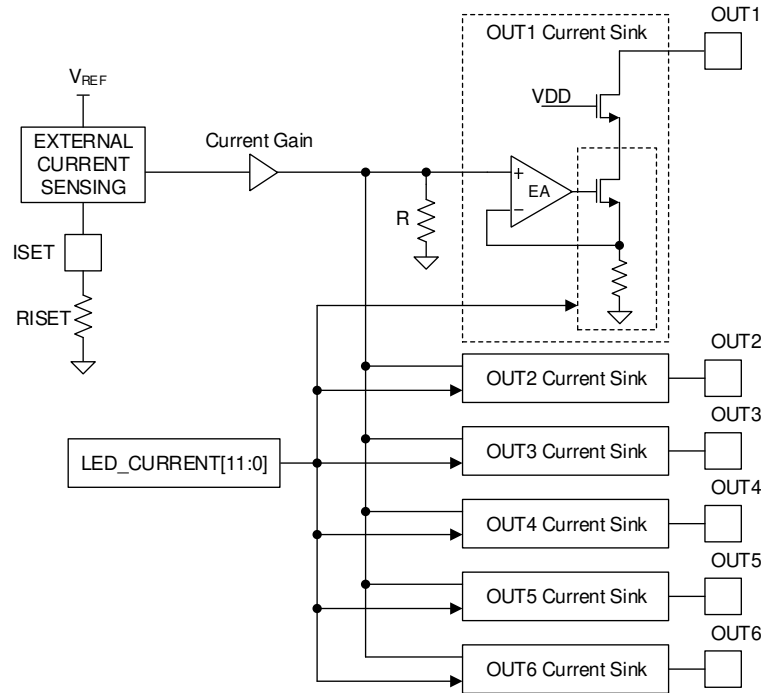 OUT1
OUT1 Current Sink
VREF
VDD
EXTERNAL
CURRENT
SENSING
Current Gain
+
EA
−
R
ISET
RISET
OUT2
OUT2 Current Sink
OUT3
OUT3 Current Sink
LED_CURRENT[11:0]
OUT4
OUT4 Current Sink
OUT5
OUT5 Current Sink
OUT6
OUT6 Current Sink